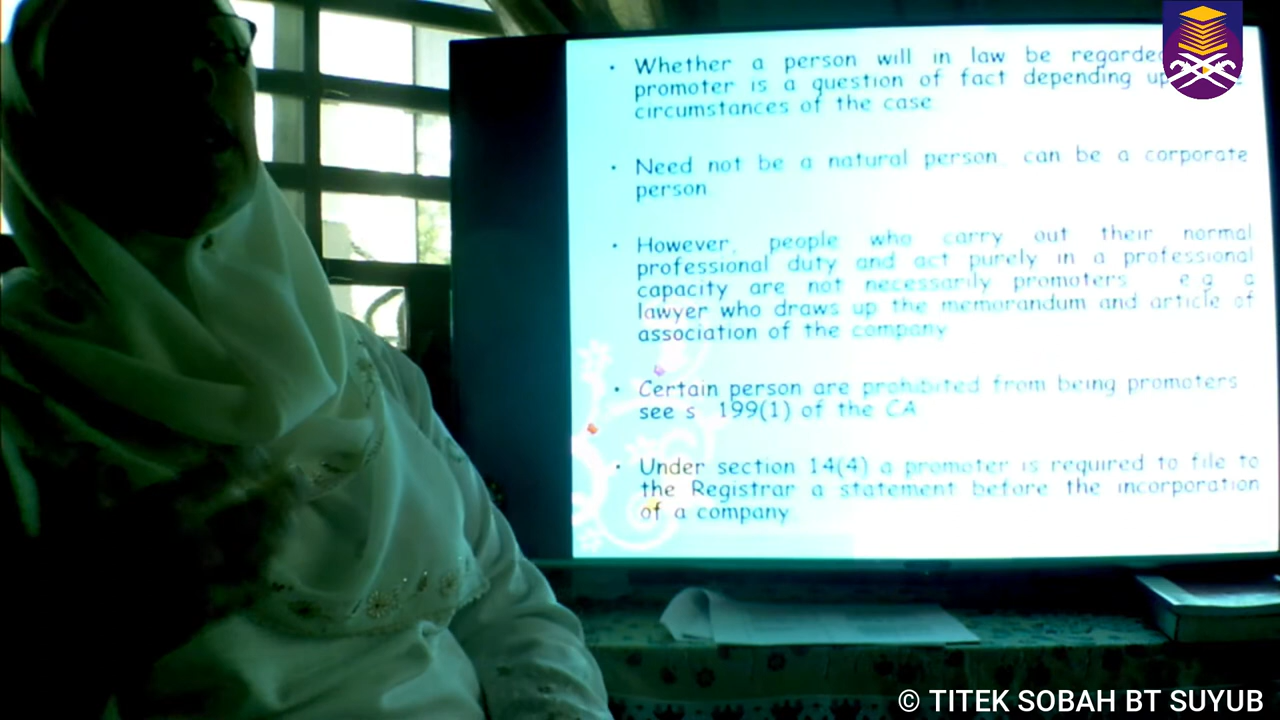 • Whether a person will in law be regarded
promoter is a question of fact depending up
circumstances of the case
• Need not be a natural person can be a corporate
person
• However, people who carry out their normal
professional duty and act purely in a professional
capacity are not necessarily promoters e.g. a
lawyer who draws up the memorandum and article of
association of the company
• Certain person are prohibited from being promoters
see s 199(1) of the CA
• Under section 14(4) a promoter is required to file to
the Registrar a statement before the incorporation
of a company
© TITEK SOBAH BT SUYUB